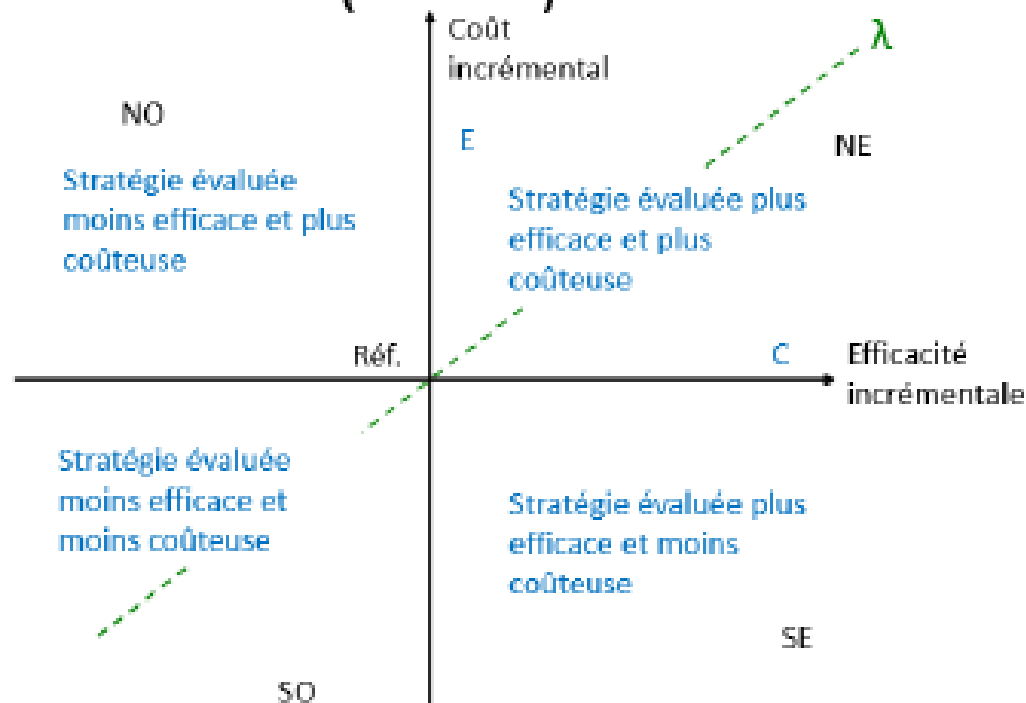 Coût
incrémental
λ
NO
E
NE
Stratégie évaluée
moins efficace et plus
coûteuse
Stratégie évaluée plus
efficace et plus
coûteuse
Réf.
C
Efficacité
incrémentale
Stratégie évaluée
moins efficace et
moins coûteuse
Stratégie évaluée plus
efficace et moins
coûteuse
SE
SO